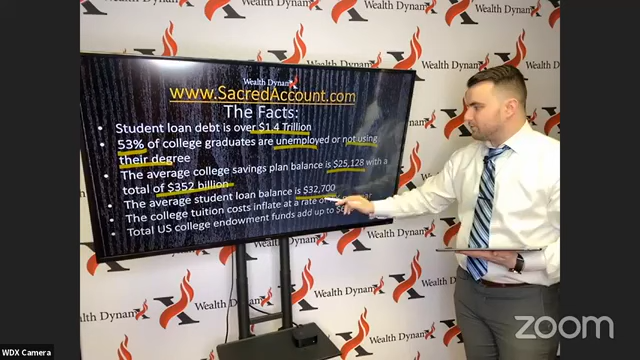 Wealth DynamX
www.SacredAccount.com
The Facts:
• Student loan debt is over $1.4 Trillion
• 53% of college graduates are unemployed or not using
their degree
• The average college savings plan balance is $25,128 with a
total of $352 billion
• The average student loan balance is $32,700
• The college tuition costs inflate at a rate of
• Total US college endowment funds add up to
Wealth DynamX
WDX Camera
zoom